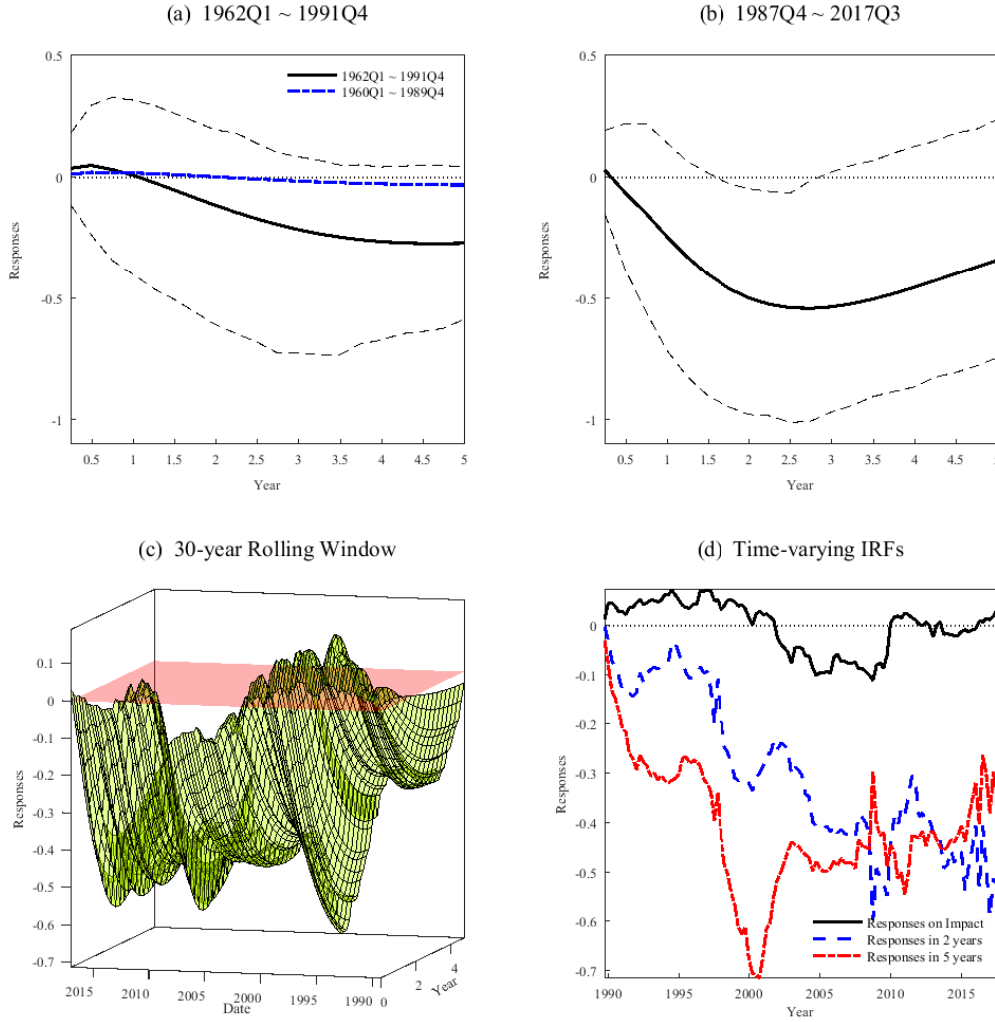 (a) 1962Q1 ~ 1991Q4
0.5
0
-0.5
-1
Responses
1962Q1 ~ 1991Q4
1960Q1 ~ 1989Q4
0.5 1 1.5 2 2.5 3 3.5 4 4.5 5
Year
(b) 1987Q4 ~ 2017Q3
0.5
0
-0.5
-1
Responses
0.5 1 1.5 2 2.5 3 3.5 4 4.5
Year
(c) 30-year Rolling Window
0.1
0
-0.1
-0.2
-0.3
-0.4
-0.5
-0.6
-0.7
Responses
2015 2010 2005 2000 1995 1990
Date
0 2 4
Year
(d) Time-varying IRFs
0
-0.1
-0.2
-0.3
-0.4
-0.5
-0.6
-0.7
Responses
Responses on Impact
Responses in 2 years
Responses in 5 years
1990 1995 2000 2005 2010 2015
Year